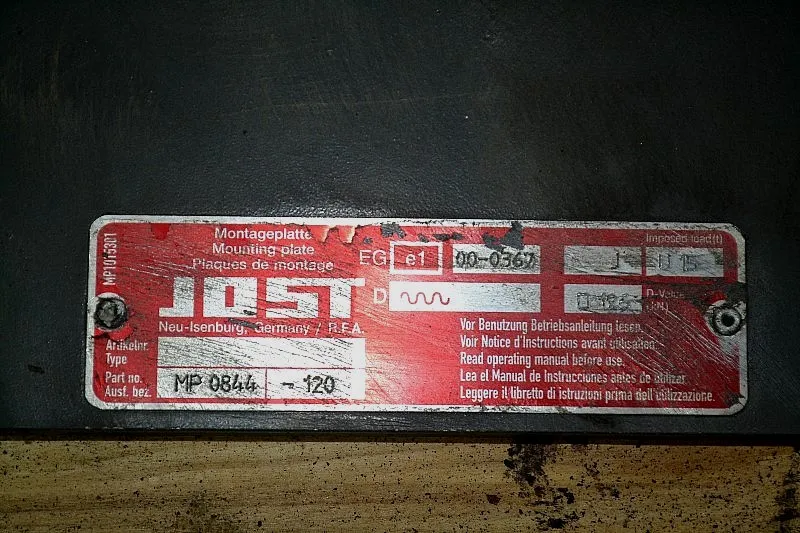 MP1015301
Montageplatte
Mounting plate
Plaques de montage
JOST
Neu-Isenburg, Germany / R.F.A.
EG e1 00-0367 J U 15
Imposed load(t)
D
D-Value
Artikelnr.
Type
Part no.
Ausf. bez.
MP 0844 - 120
Vor Benutzung Betriebsanleitung lesen.
Voir Notice d'Instructions avant utilisation
Read operating manual before use.
Lea el Manual de Instrucciones antes de utilizar
Leggere il libretto di istruzioni prima dell'utilizzazione.